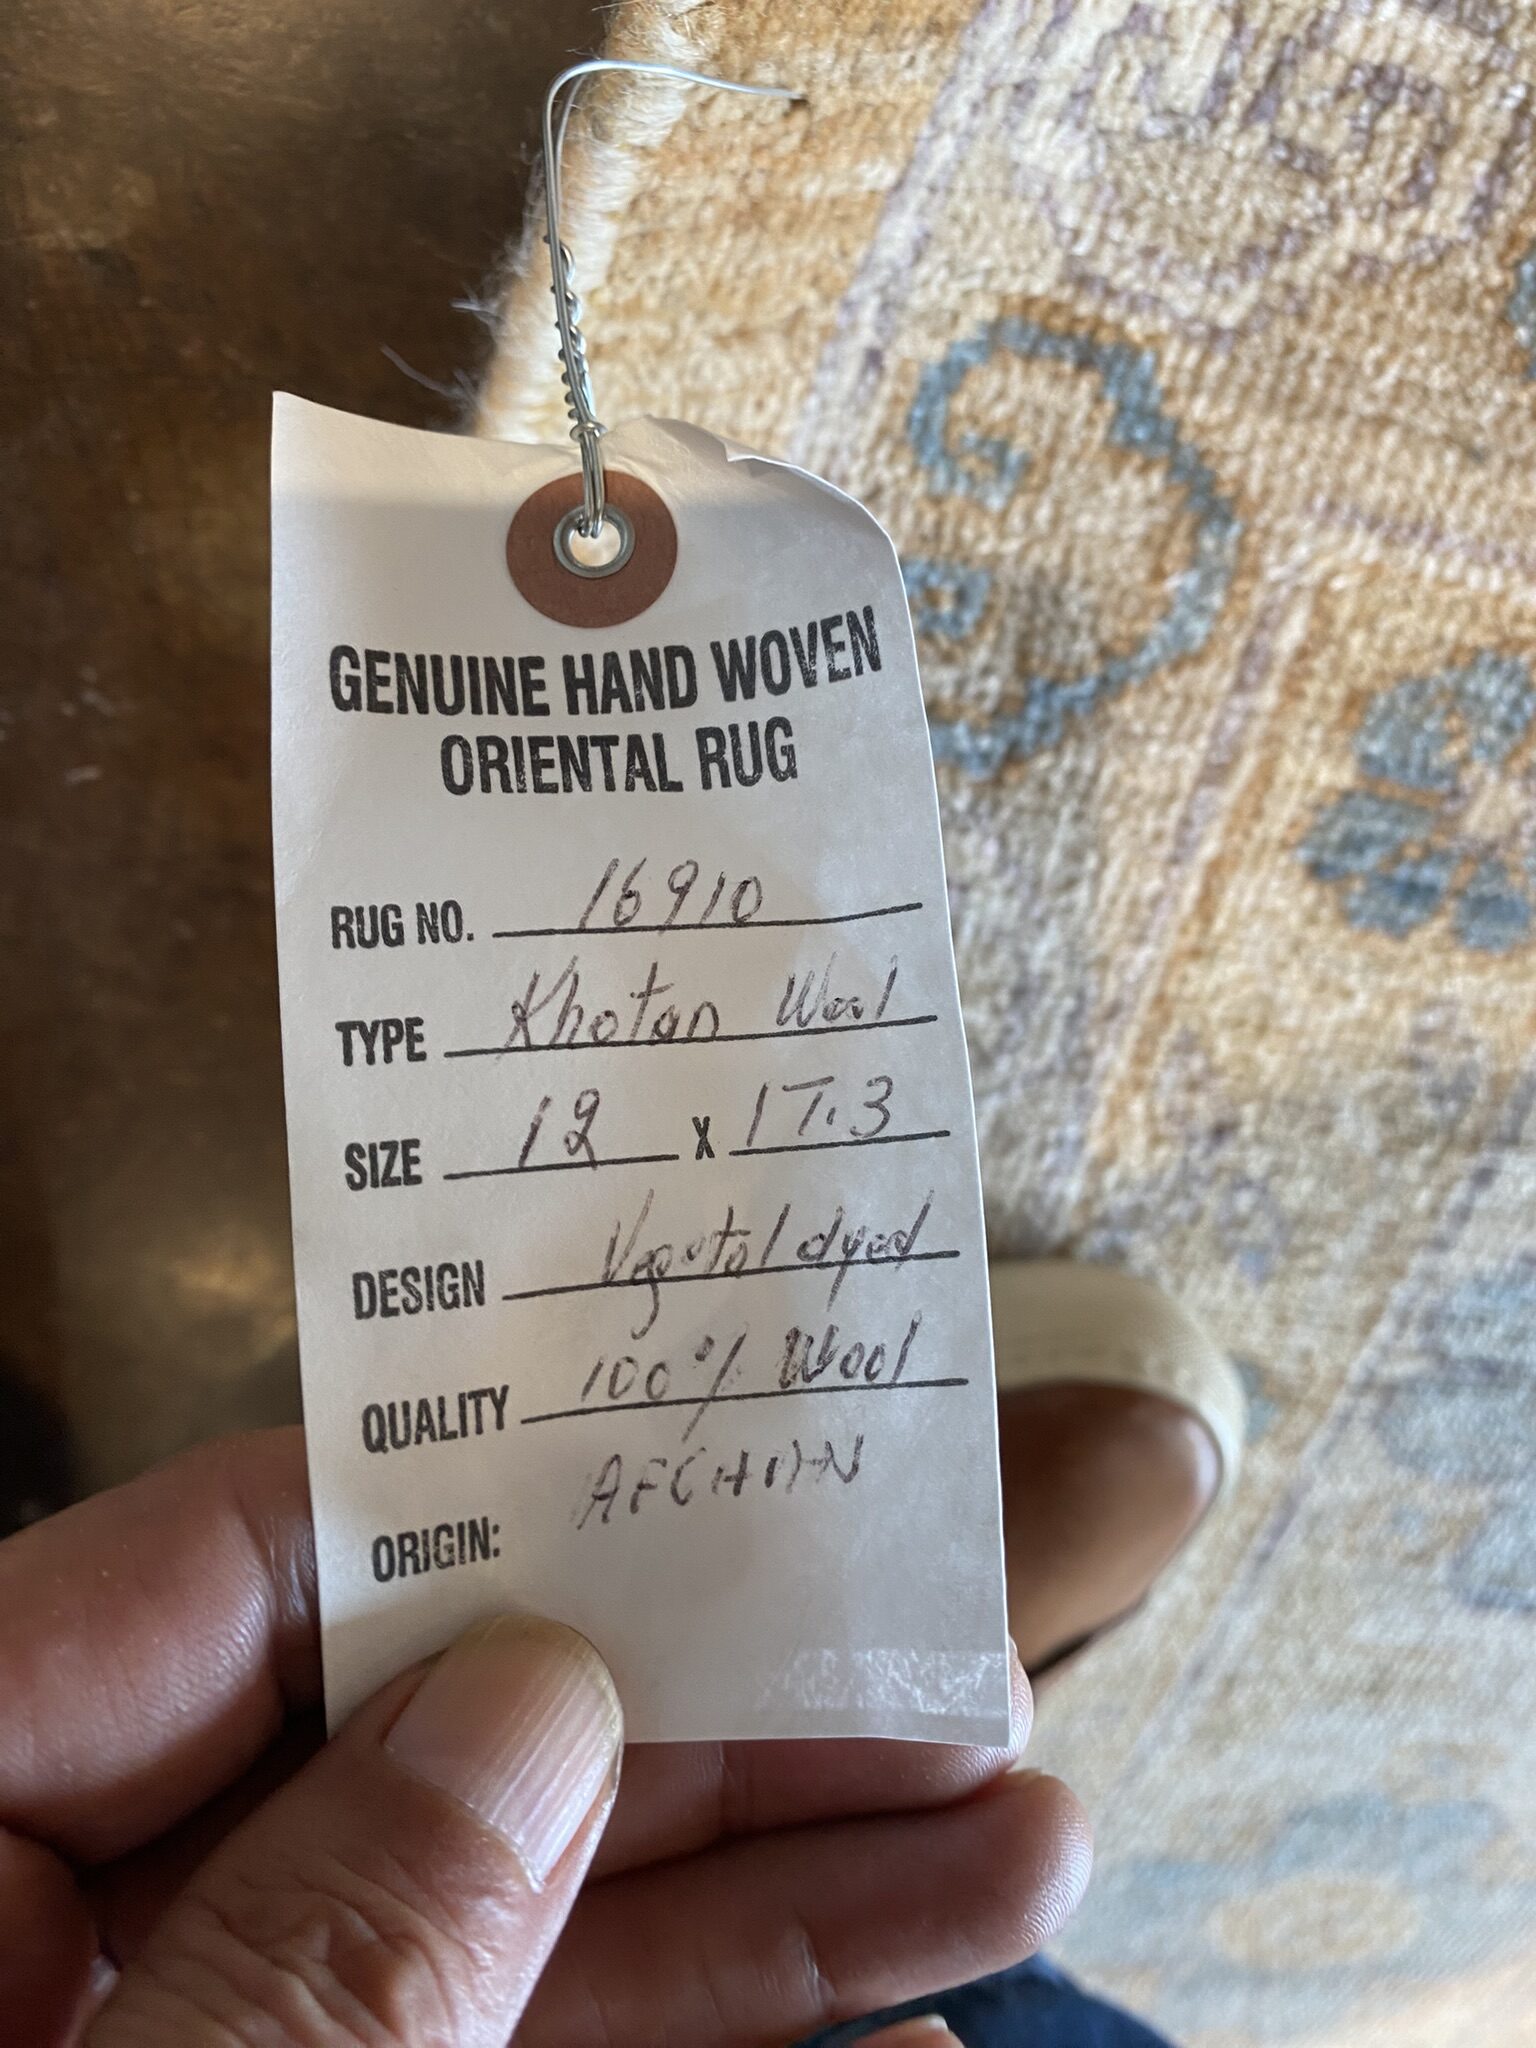 GENUINE HAND WOVEN
ORIENTAL RUG
RUG NO. 16910
TYPE Khotan Wool
SIZE 12 X 17.3
DESIGN Vegetal dyed
QUALITY 100% Wool
ORIGIN: AFGHAN